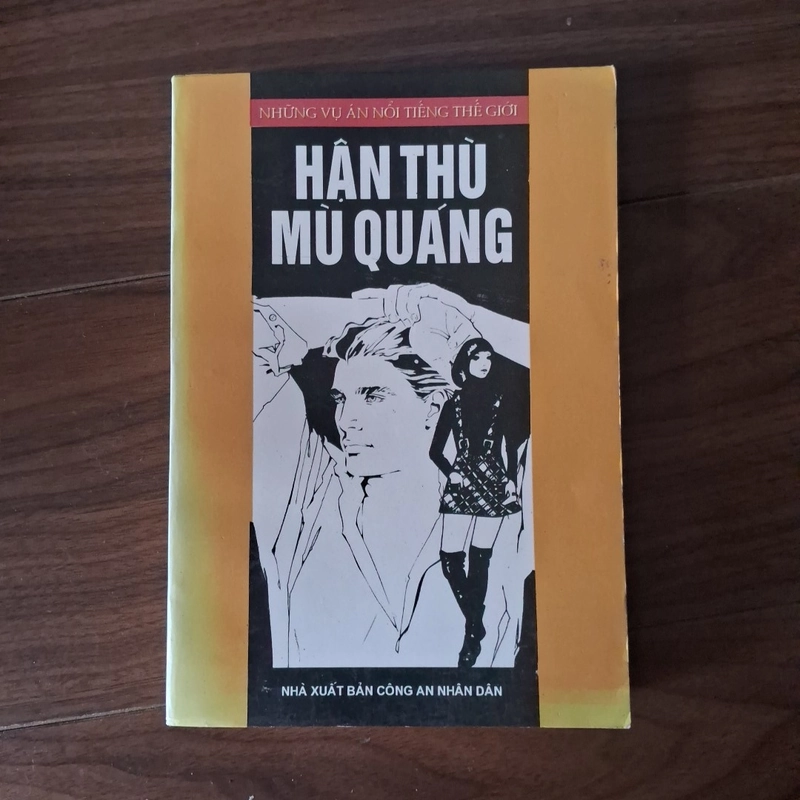 NHỮNG VỤ ÁN NỔI TIẾNG THẾ GIỚI
HẬN THÙ
MÙ QUÁNG
NHÀ XUẤT BẢN CÔNG AN NHÂN DÂN